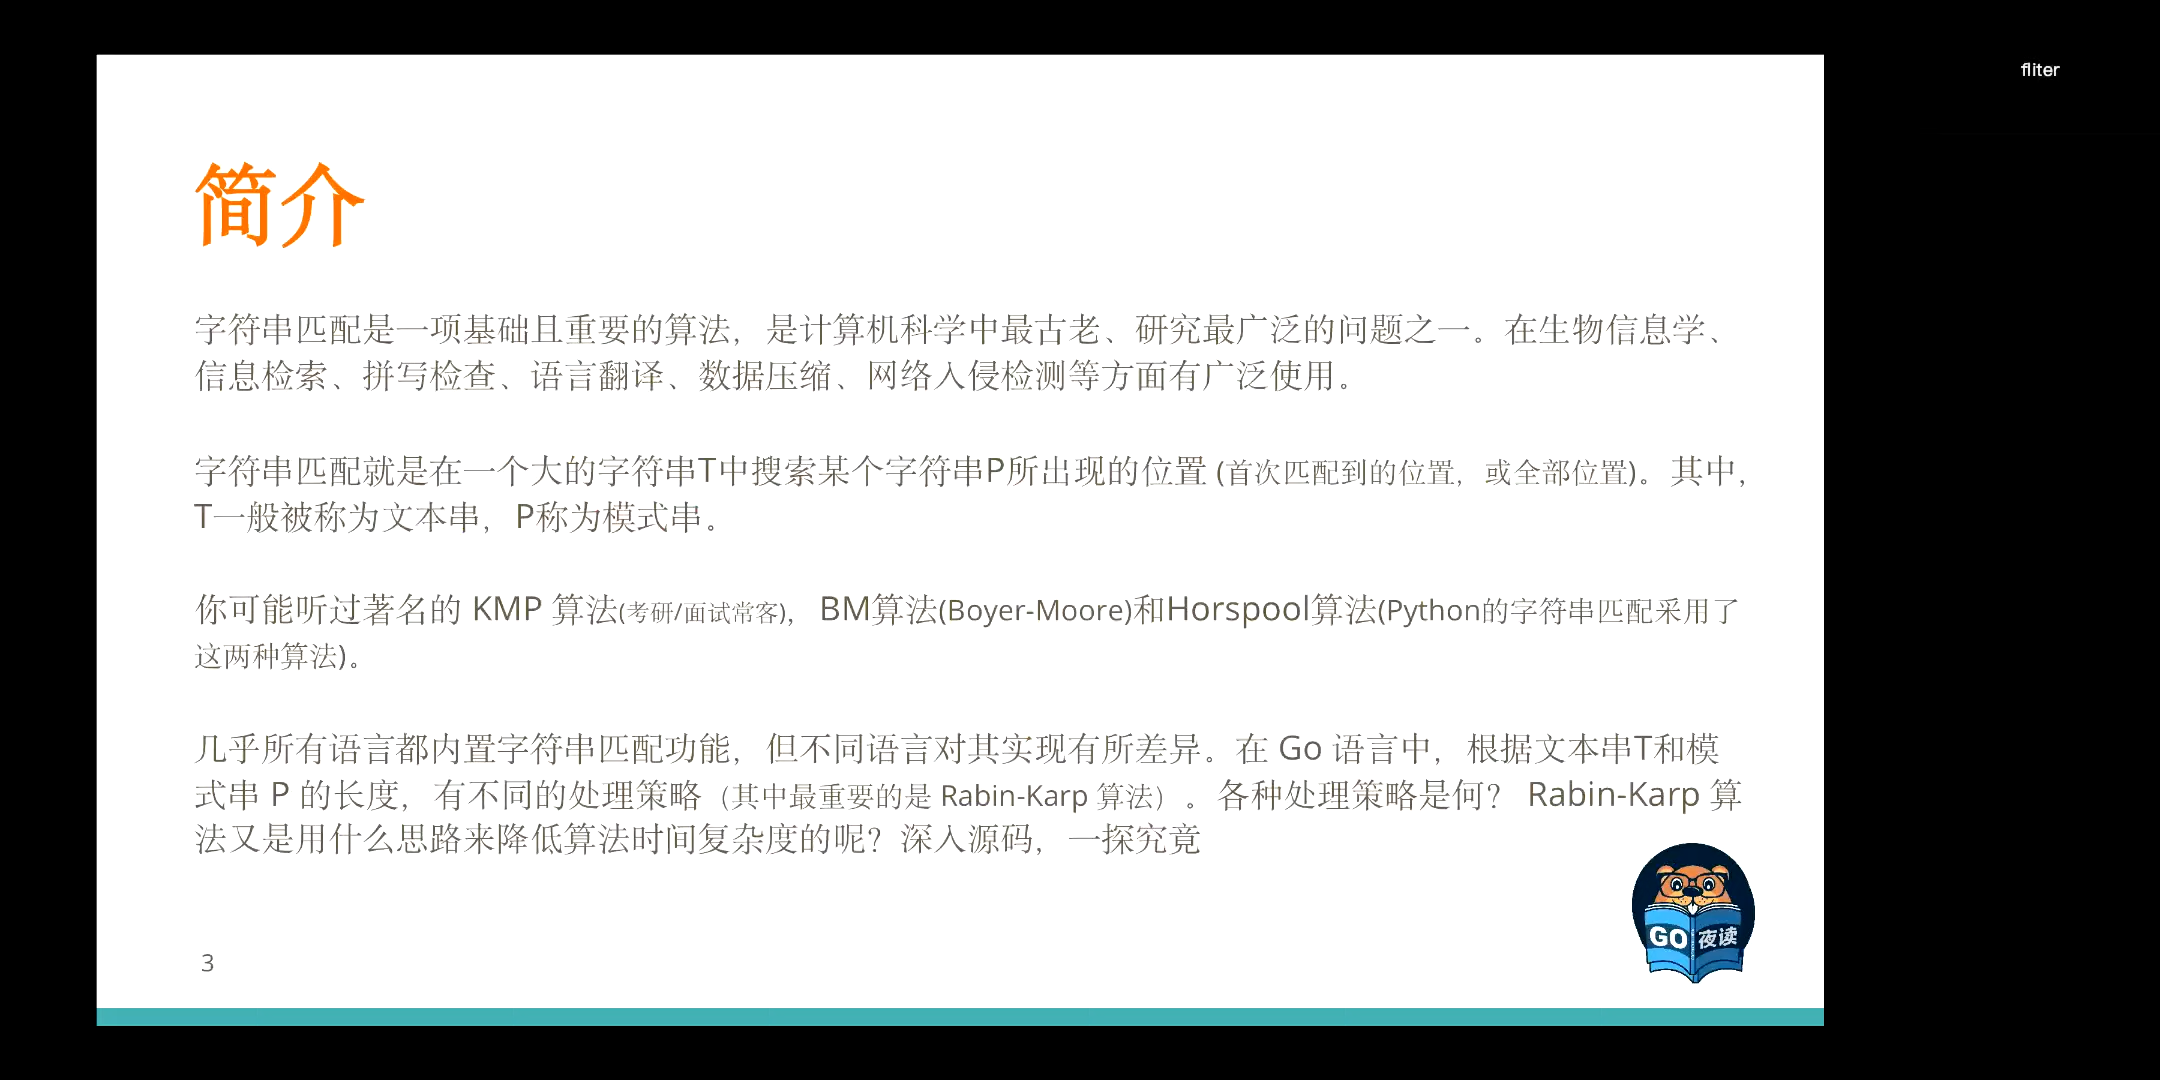 fliter
简介
字符串匹配是一项基础且重要的算法，是计算机科学中最古老、研究最广泛的问题之一。在生物信息学、
信息检索、拼写检查、语言翻译、数据压缩、网络入侵检测等方面有广泛使用。
字符串匹配就是在一个大的字符串T中搜索某个字符串P所出现的位置 (首次匹配到的位置，或全部位置)。其中，
T一般被称为文本串，P称为模式串。
你可能听过著名的 KMP 算法(考研/面试常客)，BM算法(Boyer-Moore)和Horspool算法(Python的字符串匹配采用了
这两种算法)。
几乎所有语言都内置字符串匹配功能，但不同语言对其实现有所差异。在 Go 语言中，根据文本串T和模
式串 P 的长度，有不同的处理策略（其中最重要的是 Rabin-Karp 算法）。各种处理策略是何？ Rabin-Karp 算
法又是用什么思路来降低算法时间复杂度的呢？深入源码，一探究竟
GO 夜读
3